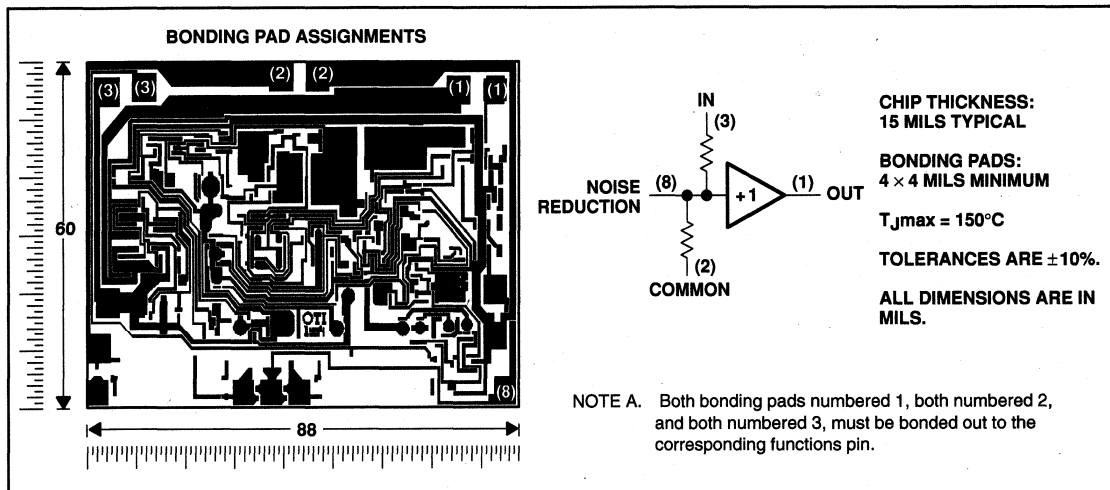 BONDING PAD ASSIGNMENTS
(3)
(3)
(2)
(2)
(1)
(1)
60
OTI
(8)
88
IN
(3)
NOISE
REDUCTION
(8)
+1
(1)
OUT
(2)
COMMON
CHIP THICKNESS:
15 MILS TYPICAL
BONDING PADS:
4 × 4 MILS MINIMUM
TJmax = 150°C
TOLERANCES ARE ±10%.
ALL DIMENSIONS ARE IN
MILS.
NOTE A. Both bonding pads numbered 1, both numbered 2,
and both numbered 3, must be bonded out to the
corresponding functions pin.